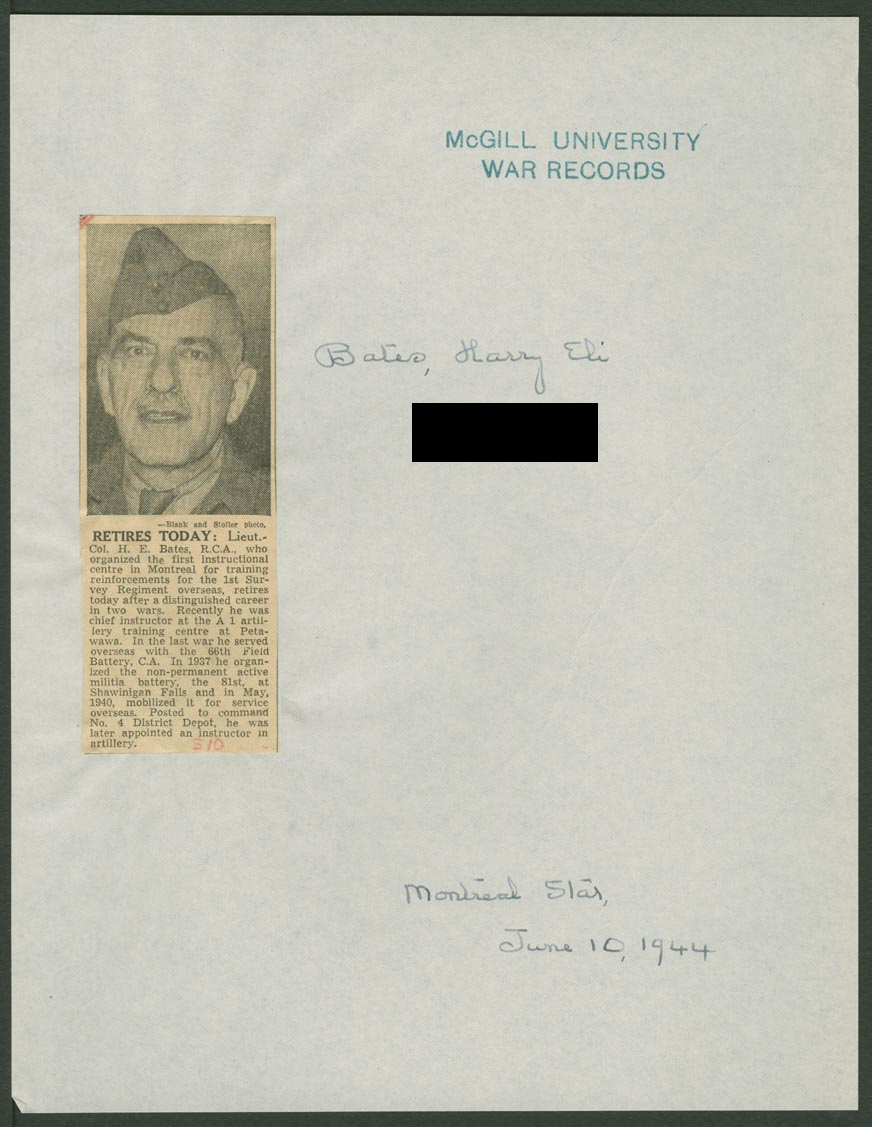 McGILL UNIVERSITY
WAR RECORDS
Bates, Harry Eli
—Blank and Stoller photo.
RETIRES TODAY: Lieut.-
Col. H. E. Bates, R.C.A., who
organized the first instructional
centre in Montreal for training
reinforcements for the 1st Sur-
vey Regiment overseas, retires
today after a distinguished career
in two wars. Recently he was
chief instructor at the A 1 artil-
lery training centre at Peta-
wawa. In the last war he served
overseas with the 66th Field
Battery, C.A. In 1937 he organ-
ized the non-permanent active
militia battery, the 81st, at
Shawinigan Falls and in May,
1940, mobilized it for service
overseas. Posted to command
No. 4 District Depot, he was
later appointed an instructor in
artillery.
S10
Montreal Star,
June 10, 1944